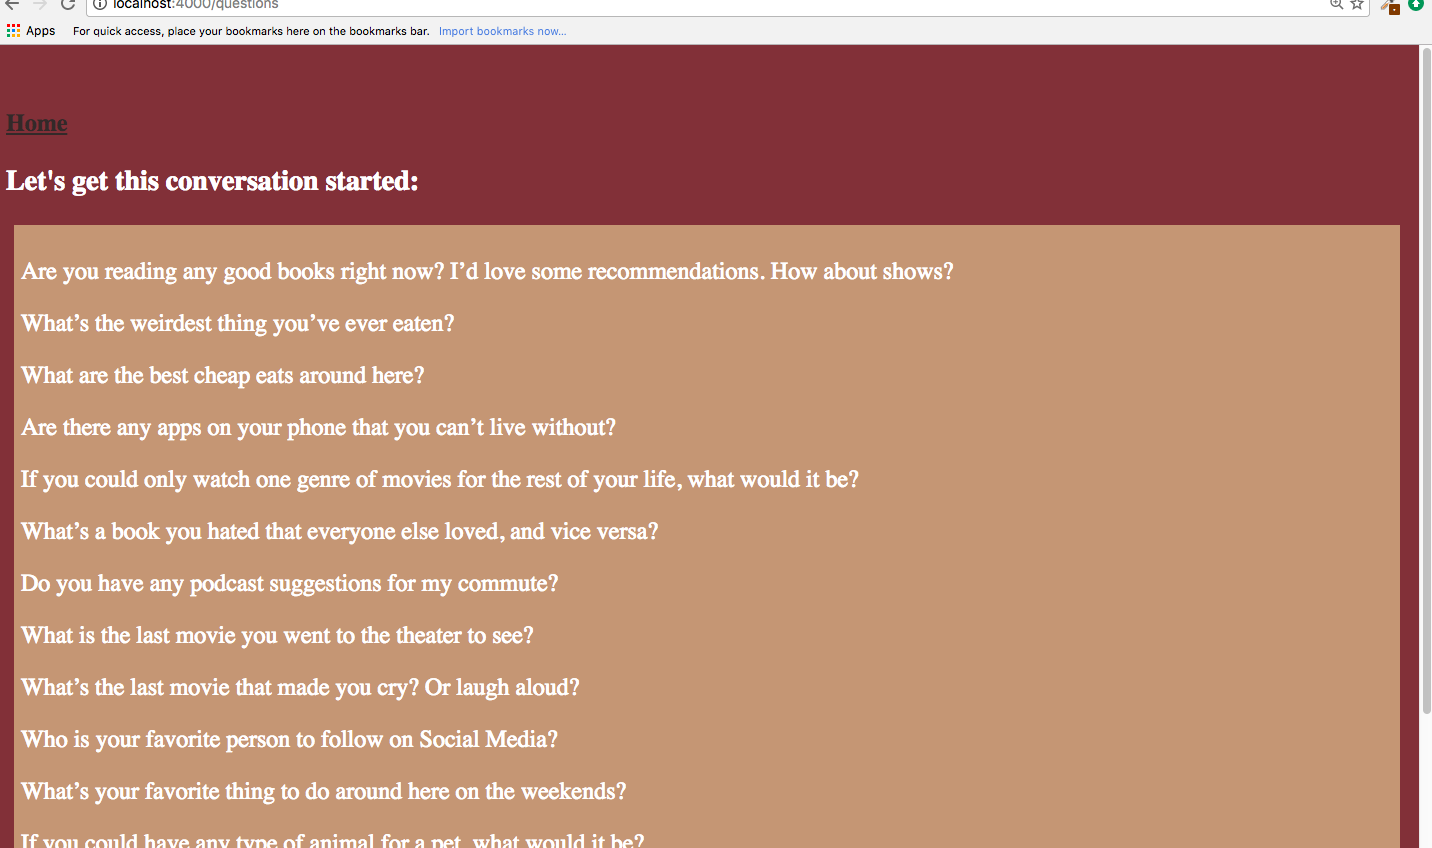 localhost:4000/questions
Apps For quick access, place your bookmarks here on the bookmarks bar. Import bookmarks now...
Home
Let's get this conversation started:
Are you reading any good books right now? I’d love some recommendations. How about shows?
What’s the weirdest thing you’ve ever eaten?
What are the best cheap eats around here?
Are there any apps on your phone that you can’t live without?
If you could only watch one genre of movies for the rest of your life, what would it be?
What’s a book you hated that everyone else loved, and vice versa?
Do you have any podcast suggestions for my commute?
What is the last movie you went to the theater to see?
What’s the last movie that made you cry? Or laugh aloud?
Who is your favorite person to follow on Social Media?
What’s your favorite thing to do around here on the weekends?
If you could have any type of animal for a pet, what would it be?